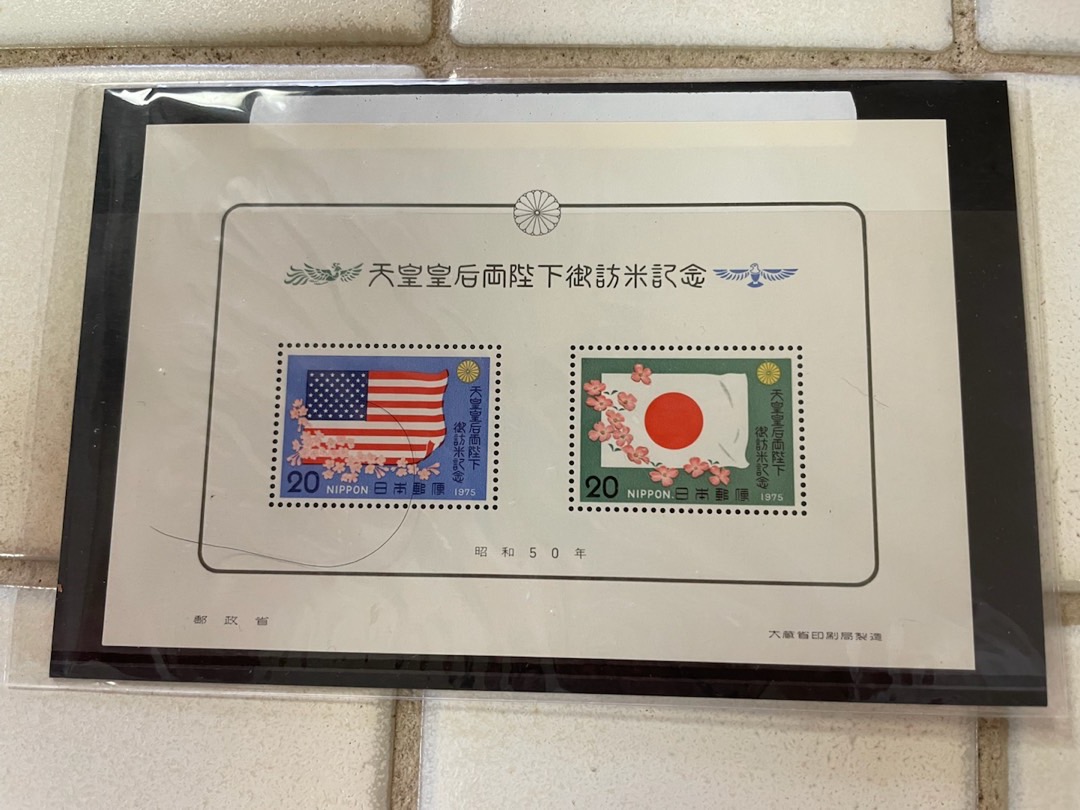 天皇皇后両陛下御訪米記念
天皇皇后両陛下
御訪米記念
20 NIPPON 日本郵便 1975
天皇皇后両陛下
御訪米記念
20 NIPPON 日本郵便 1975
昭和50年
郵政省
大蔵省印刷局製造